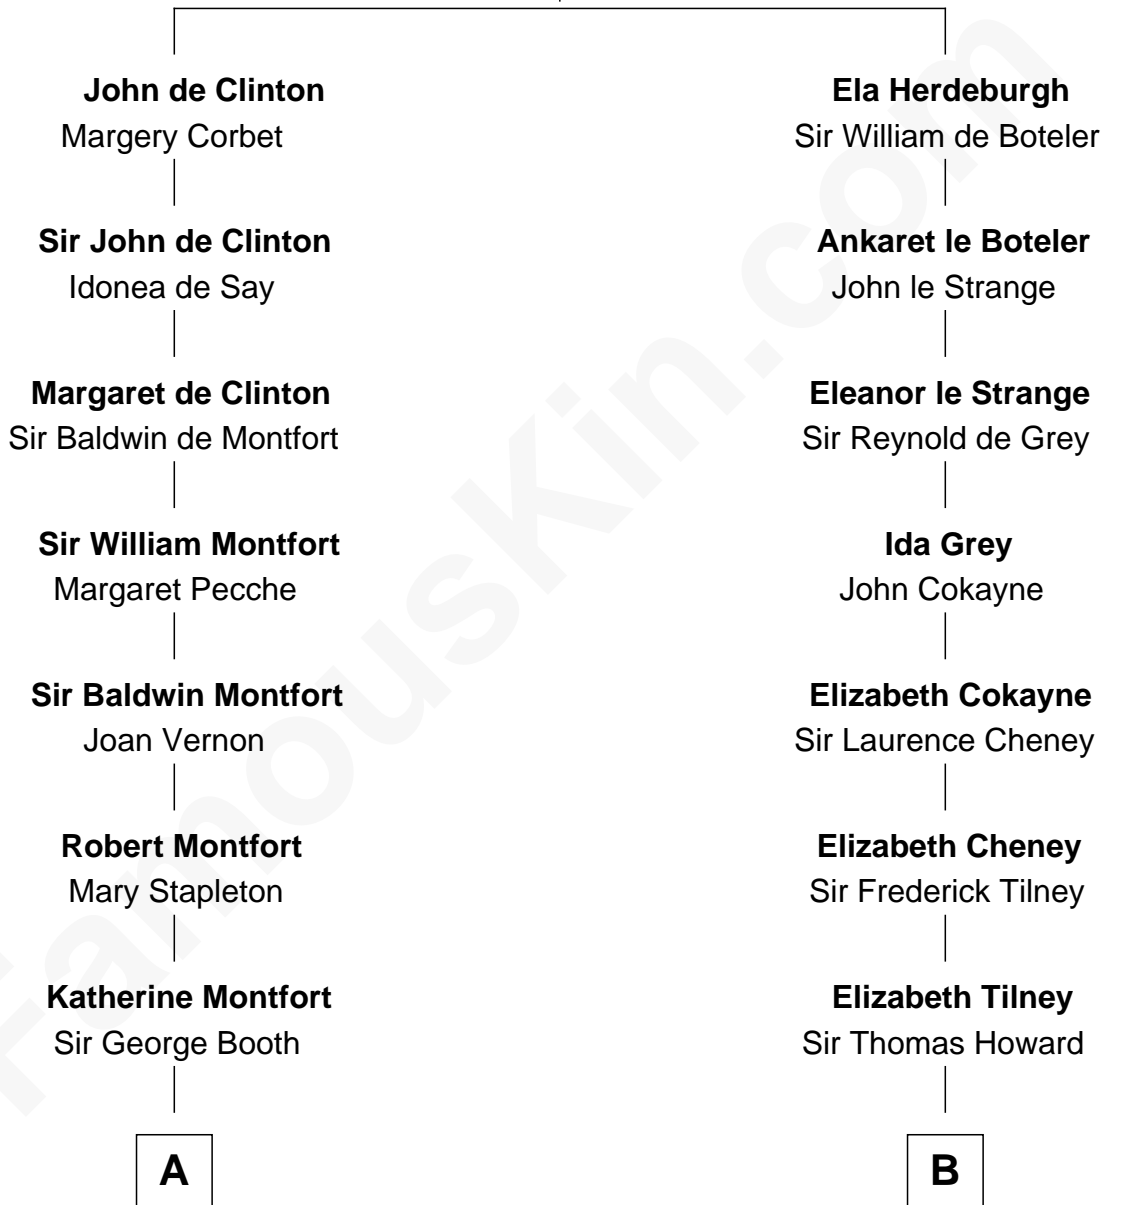 John de Clinton
Margery Corbet
Sir John de Clinton
Idonea de Say
Margaret de Clinton
Sir Baldwin de Montfort
Sir William Montfort
Margaret Pecche
Sir Baldwin Montfort
Joan Vernon
Robert Montfort
Mary Stapleton
Katherine Montfort
Sir George Booth
A
Ela Herdeburgh
Sir William de Boteler
Ankaret le Boteler
John le Strange
Eleanor le Strange
Sir Reynold de Grey
Ida Grey
John Cokayne
Elizabeth Cokayne
Sir Laurence Cheney
Elizabeth Cheney
Sir Frederick Tilney
Elizabeth Tilney
Sir Thomas Howard
B
FamousKin.com